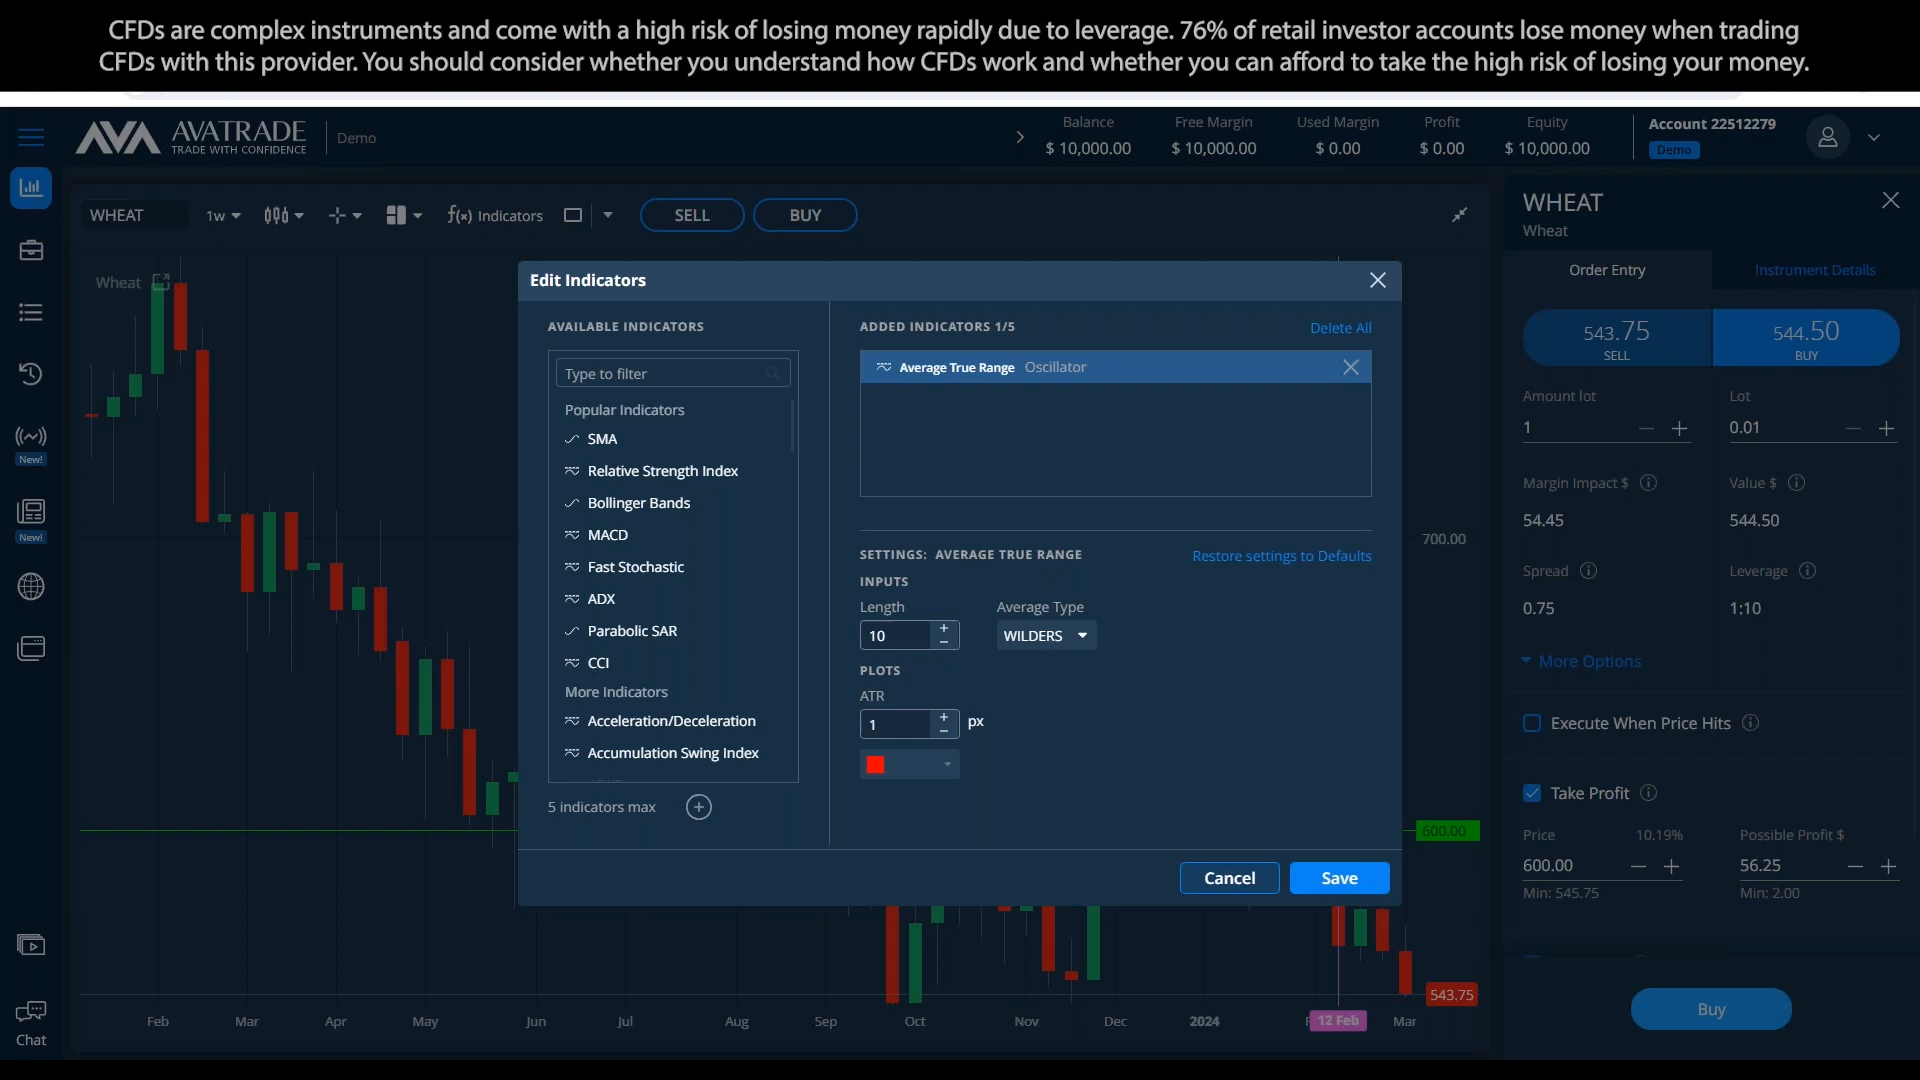 CFDs are complex instruments and come with a high risk of losing money rapidly due to leverage. 76% of retail investor accounts lose money when trading
CFDs with this provider. You should consider whether you understand how CFDs work and whether you can afford to take the high risk of losing your money.
AVA AVATRADE
TRADE WITH CONFIDENCE
Demo
Balance Free Margin Used Margin Profit Equity
$ 10,000.00 $ 10,000.00 $ 0.00 $ 0.00 $ 10,000.00
Account 22512279
Demo
WHEAT 1w f(x) Indicators SELL BUY
Wheat
New!
New!
Chat
Edit Indicators
AVAILABLE INDICATORS
Type to filter
Popular Indicators
SMA
Relative Strength Index
Bollinger Bands
MACD
Fast Stochastic
ADX
Parabolic SAR
CCI
More Indicators
Acceleration/Deceleration
Accumulation Swing Index
5 indicators max
ADDED INDICATORS 1/5 Delete All
Average True Range Oscillator
SETTINGS: AVERAGE TRUE RANGE Restore settings to Defaults
INPUTS
Length Average Type
10 WILDERS
PLOTS
ATR
1 px
Cancel Save
700.00
600.00
543.75
Feb Mar Apr May Jun Jul Aug Sep Oct Nov Dec 2024 12 Feb Mar
WHEAT
Wheat
Order Entry Instrument Details
543.75 544.50
SELL BUY
Amount lot Lot
1 0.01
Margin Impact $ Value $
54.45 544.50
Spread Leverage
0.75 1:10
More Options
Execute When Price Hits
Take Profit
Price 10.19% Possible Profit $
600.00 56.25
Min: 545.75 Min: 2.00
Buy